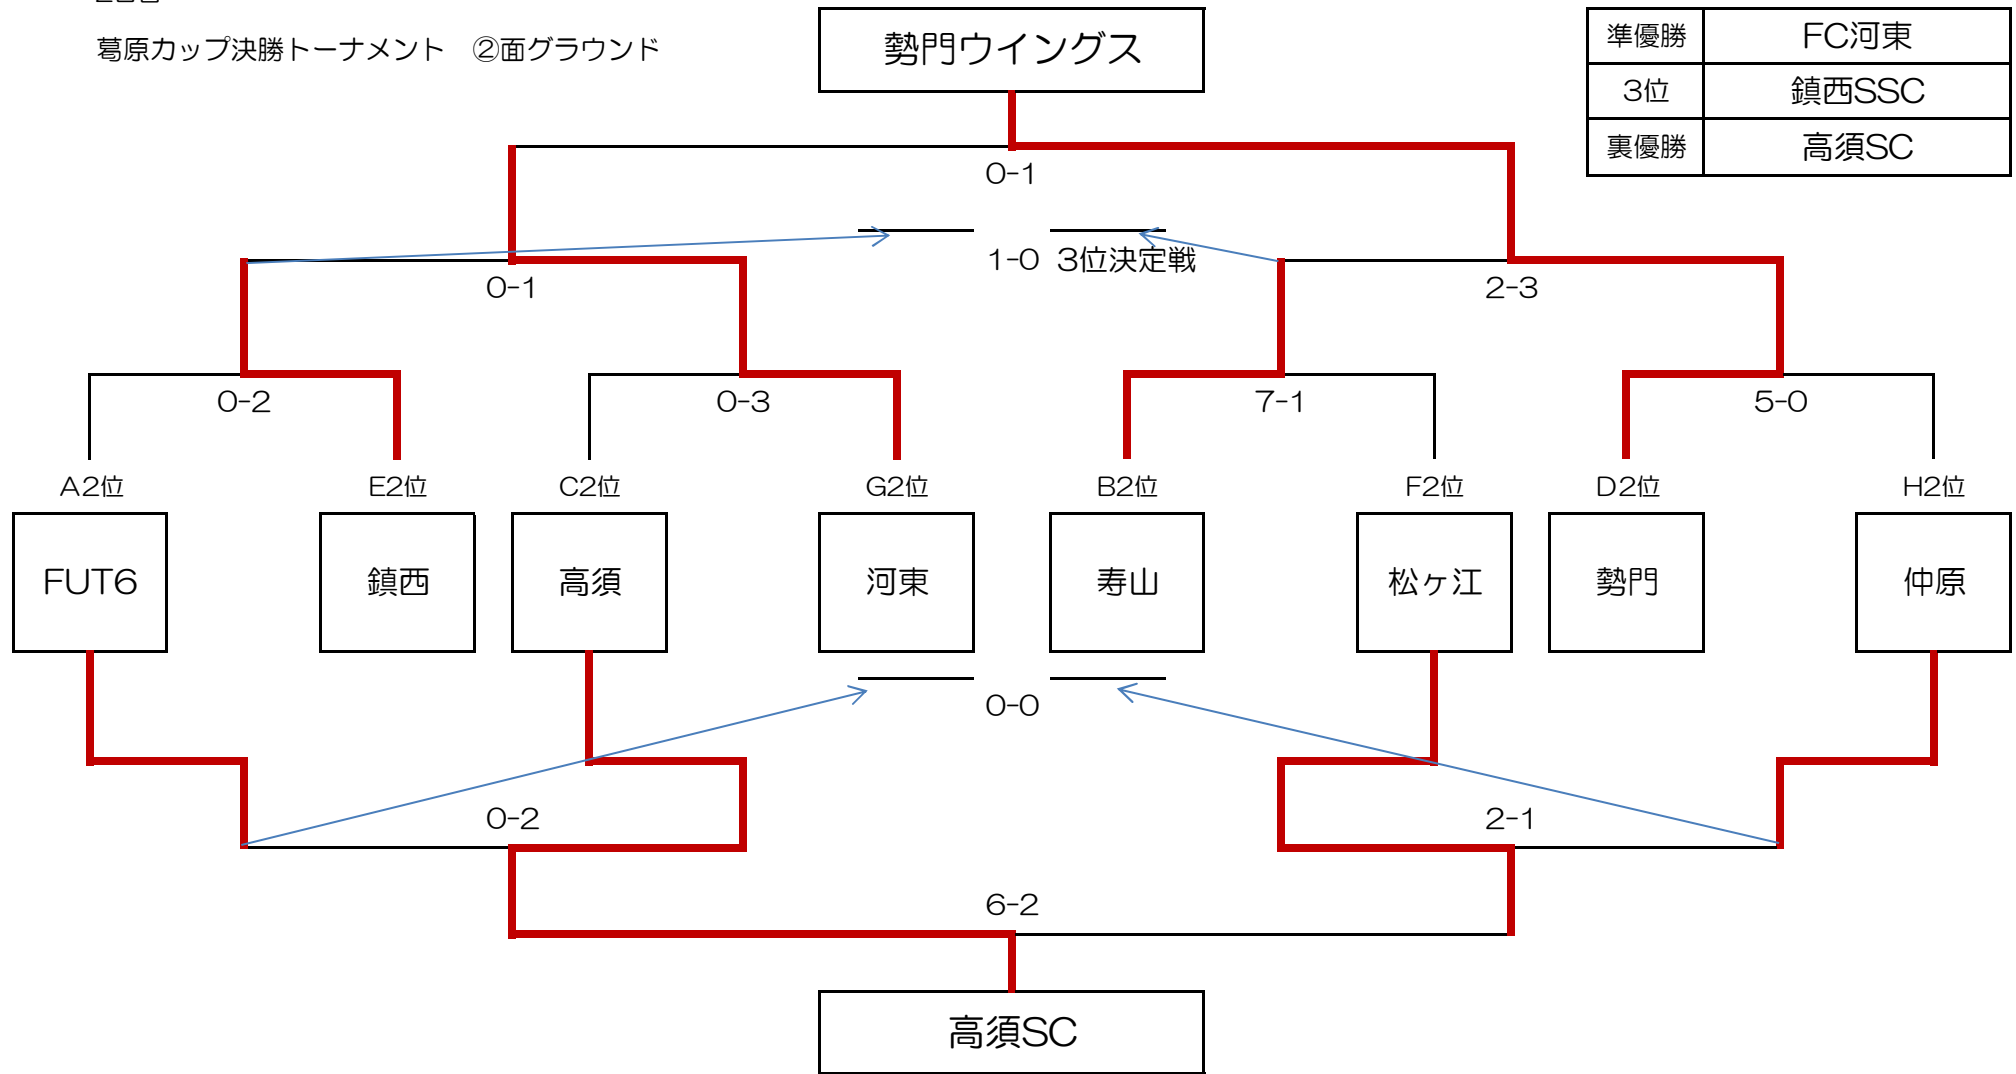 葛原カップ決勝トーナメント　②面グラウンド
勢門ウイングス
準優勝 FC河東
3位 鎮西SSC
裏優勝 高須SC
0-1
1-0 3位決定戦
0-1 2-3
0-2 0-3 7-1 5-0
A2位 E2位 C2位 G2位 B2位 F2位 D2位 H2位
FUT6 鎮西 高須 河東 寿山 松ヶ江 勢門 仲原
0-0
0-2 2-1
6-2
高須SC